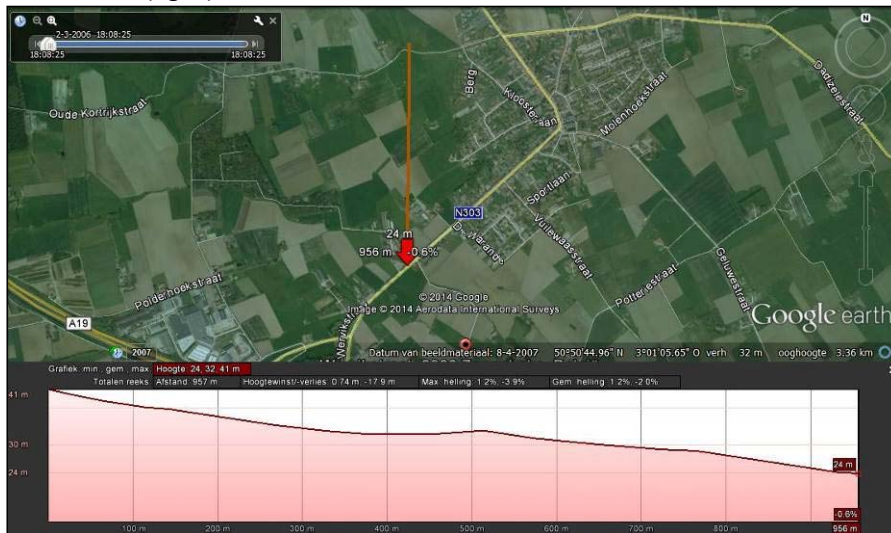 2-3-2006 18:08:25
18:08:25 18:08:25
N
Oude-Kortrijkstraat
Berg
Kloosterlaan
Molenhoekstraat
Dadizelestraat
Sportlaan
N303
D. Warande
24 m
956 m -0.6%
Vullewaasstraat
Polderhoekstraat
Potteriestraat
Geluwestraat
A19
Wervikstraat
© 2014 Google
Image © 2014 Aerodata International Surveys
Google earth
2007
Datum van beeldmateriaal: 8-4-2007 50°50'44.96" N 3°01'05.65" O verh 32 m ooghoogte 3.36 km
Grafiek min., gem., max. Hoogte 24, 32, 41 m
Totalen reeks: Afstand 957 m Hoogtewinst/-verlies 0.74 m, -17.9 m Max. helling 1.2%, -3.9% Gem. helling 1.2%, -2.0%
41 m
30 m
24 m
24 m
-0.6%
100 m 200 m 300 m 400 m 500 m 600 m 700 m 800 m 956 m